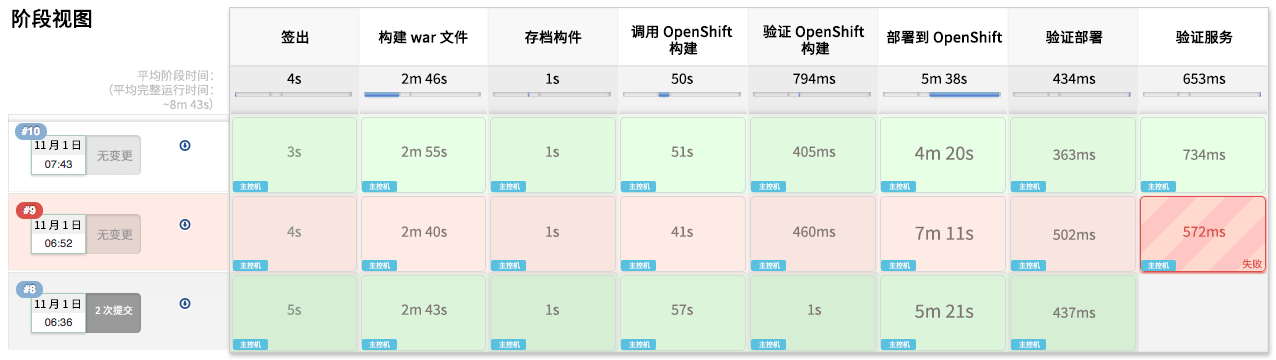 阶段视图
签出
构建 war 文件
存档构件
调用 OpenShift
构建
验证 OpenShift
构建
部署到 OpenShift
验证部署
验证服务
平均阶段时间：
（平均完整运行时间：
~8m 43s）
4s
2m 46s
1s
50s
794ms
5m 38s
434ms
653ms
#10
11 月 1 日
07:43
无变更
3s
2m 55s
1s
51s
405ms
4m 20s
363ms
734ms
主控机
主控机
主控机
主控机
主控机
主控机
主控机
主控机
#9
11 月 1 日
06:52
无变更
4s
2m 40s
1s
41s
460ms
7m 11s
502ms
572ms
主控机
主控机
主控机
主控机
主控机
主控机
主控机
主控机
失败
#8
11 月 1 日
06:36
2 次提交
5s
2m 43s
1s
57s
1s
5m 21s
437ms
主控机
主控机
主控机
主控机
主控机
主控机
主控机